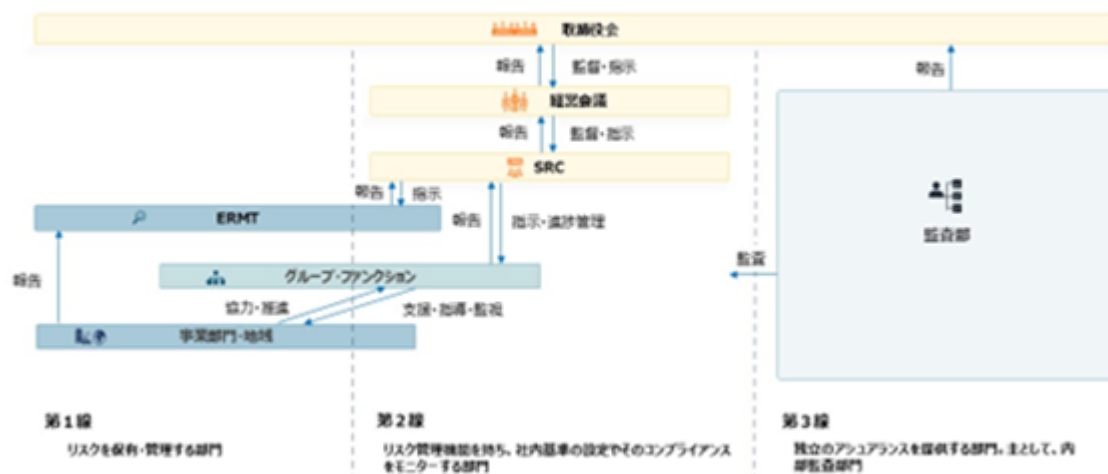 取締役会
報告
監督・指示
報告
経営会議
報告
監督・指示
SRC
報告
指示
ERMT
報告
指示・進捗管理
監査部
監査
グループ・ファンクション
報告
協力・推進
支援・指導・監視
事業部門・地域
第1線
第2線
第3線
リスクを保有・管理する部門
リスク管理機能を持ち、社内基準の設定やそのコンプライアンス
をモニターする部門
独立のアシュアランスを提供する部門。主として、内
部監査部門